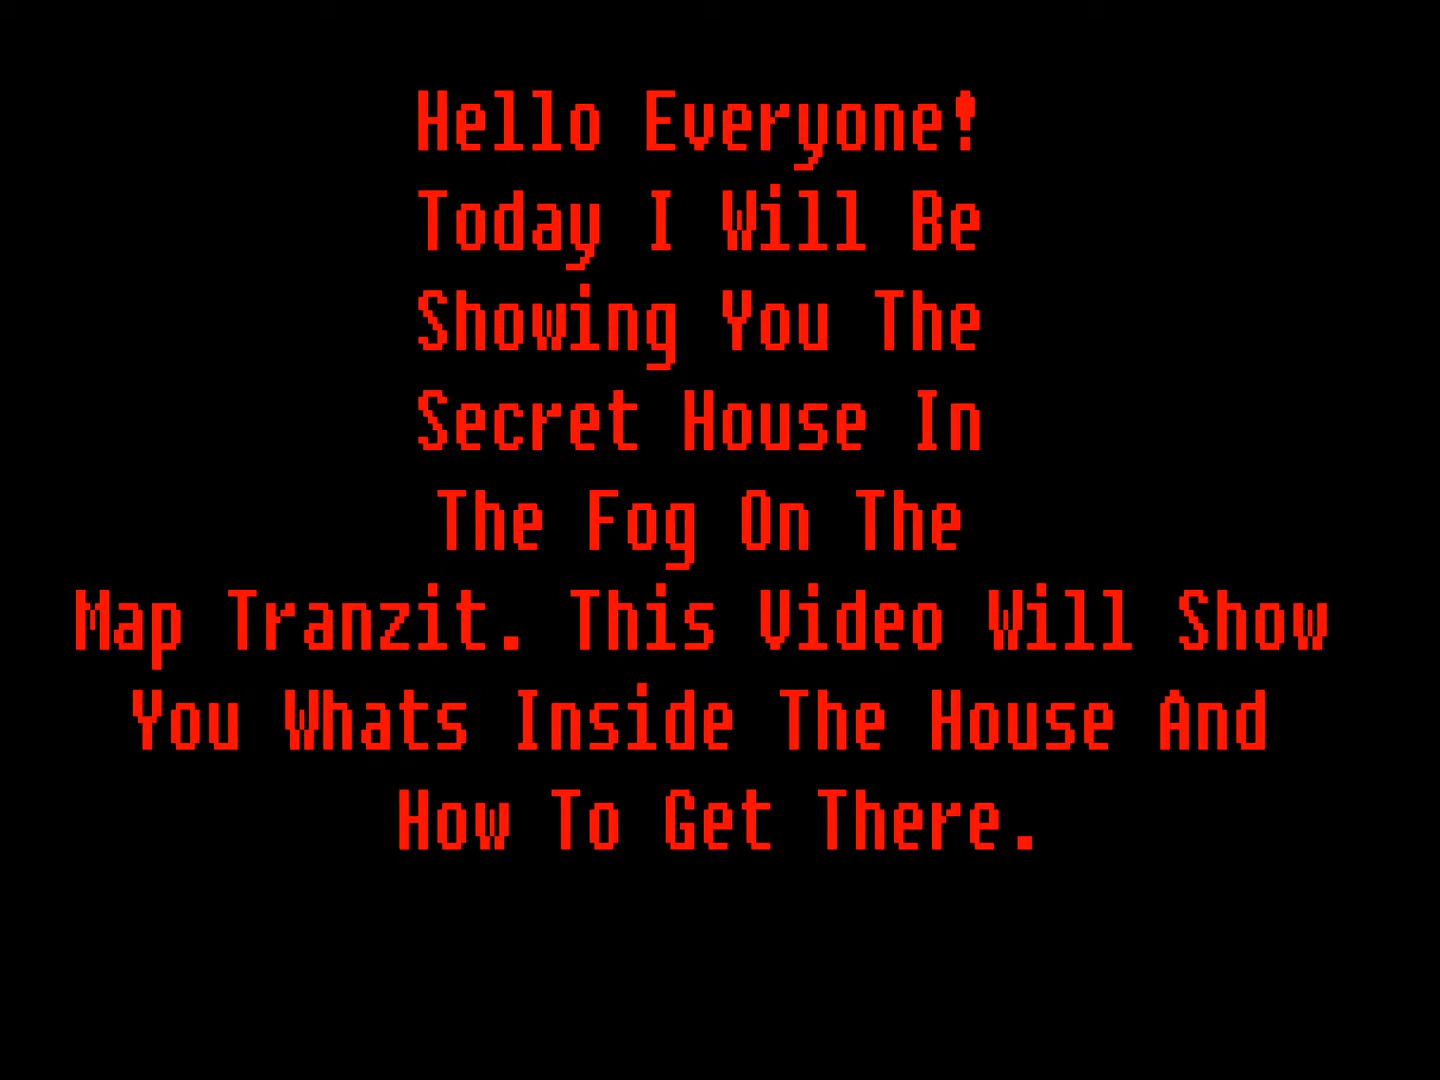 Hello Everyone!
Today I Will Be
Showing You The
Secret House In
The Fog On The
Map Tranzit. This Video Will Show
You Whats Inside The House And
How To Get There.